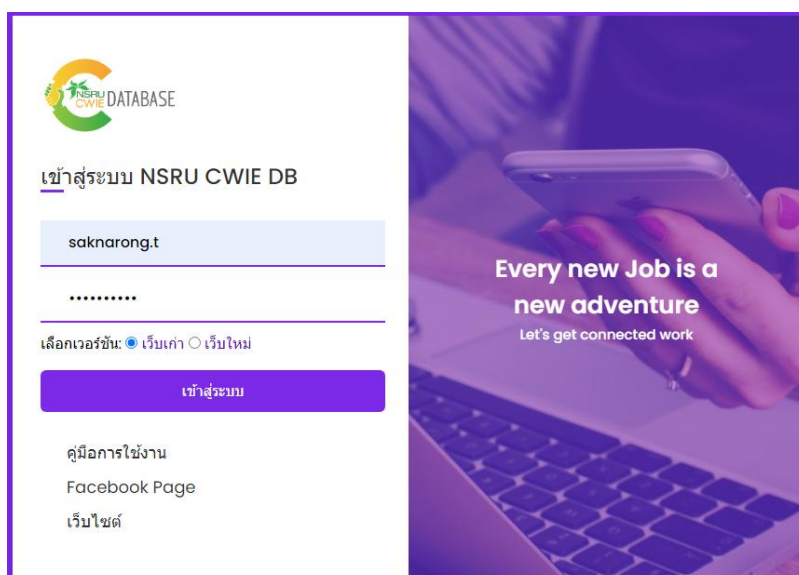 NSRU
CWIE DATABASE
เข้าสู่ระบบ NSRU CWIE DB
saknarong.t
••••••••••
เลือกเวอร์ชัน: เว็บเก่า เว็บใหม่
เข้าสู่ระบบ
คู่มือการใช้งาน
Facebook Page
เว็บไซต์
Every new Job is a
new adventure
Let's get connected work